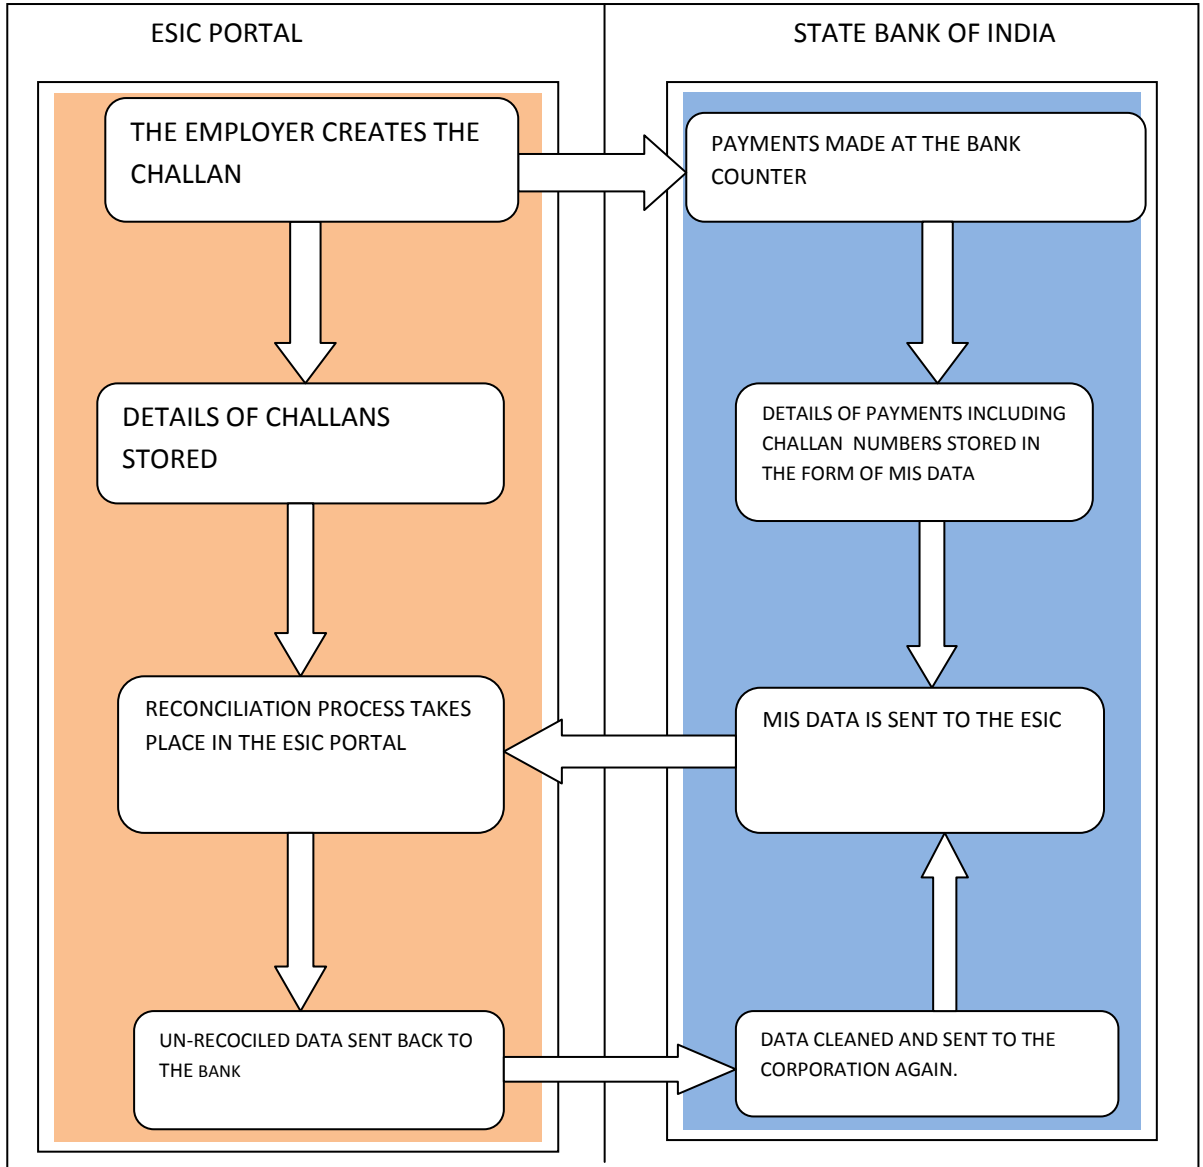 ESIC PORTAL
STATE BANK OF INDIA
THE EMPLOYER CREATES THE
CHALLAN
PAYMENTS MADE AT THE BANK
COUNTER
DETAILS OF CHALLANS
STORED
DETAILS OF PAYMENTS INCLUDING
CHALLAN NUMBERS STORED IN
THE FORM OF MIS DATA
RECONCILIATION PROCESS TAKES
PLACE IN THE ESIC PORTAL
MIS DATA IS SENT TO THE ESIC
UN-RECOCILED DATA SENT BACK TO
THE BANK
DATA CLEANED AND SENT TO THE
CORPORATION AGAIN.